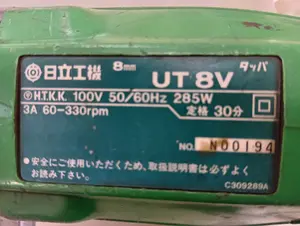 日立工機 8mm UT 8V タッパ
H.I.K.K. 100V 50/60Hz 285W
3A 60-330rpm 定格 30分
NO. N00194
●安全にご使用いただくため、取扱説明書は必ずよく
お読み下さい。
C309289A